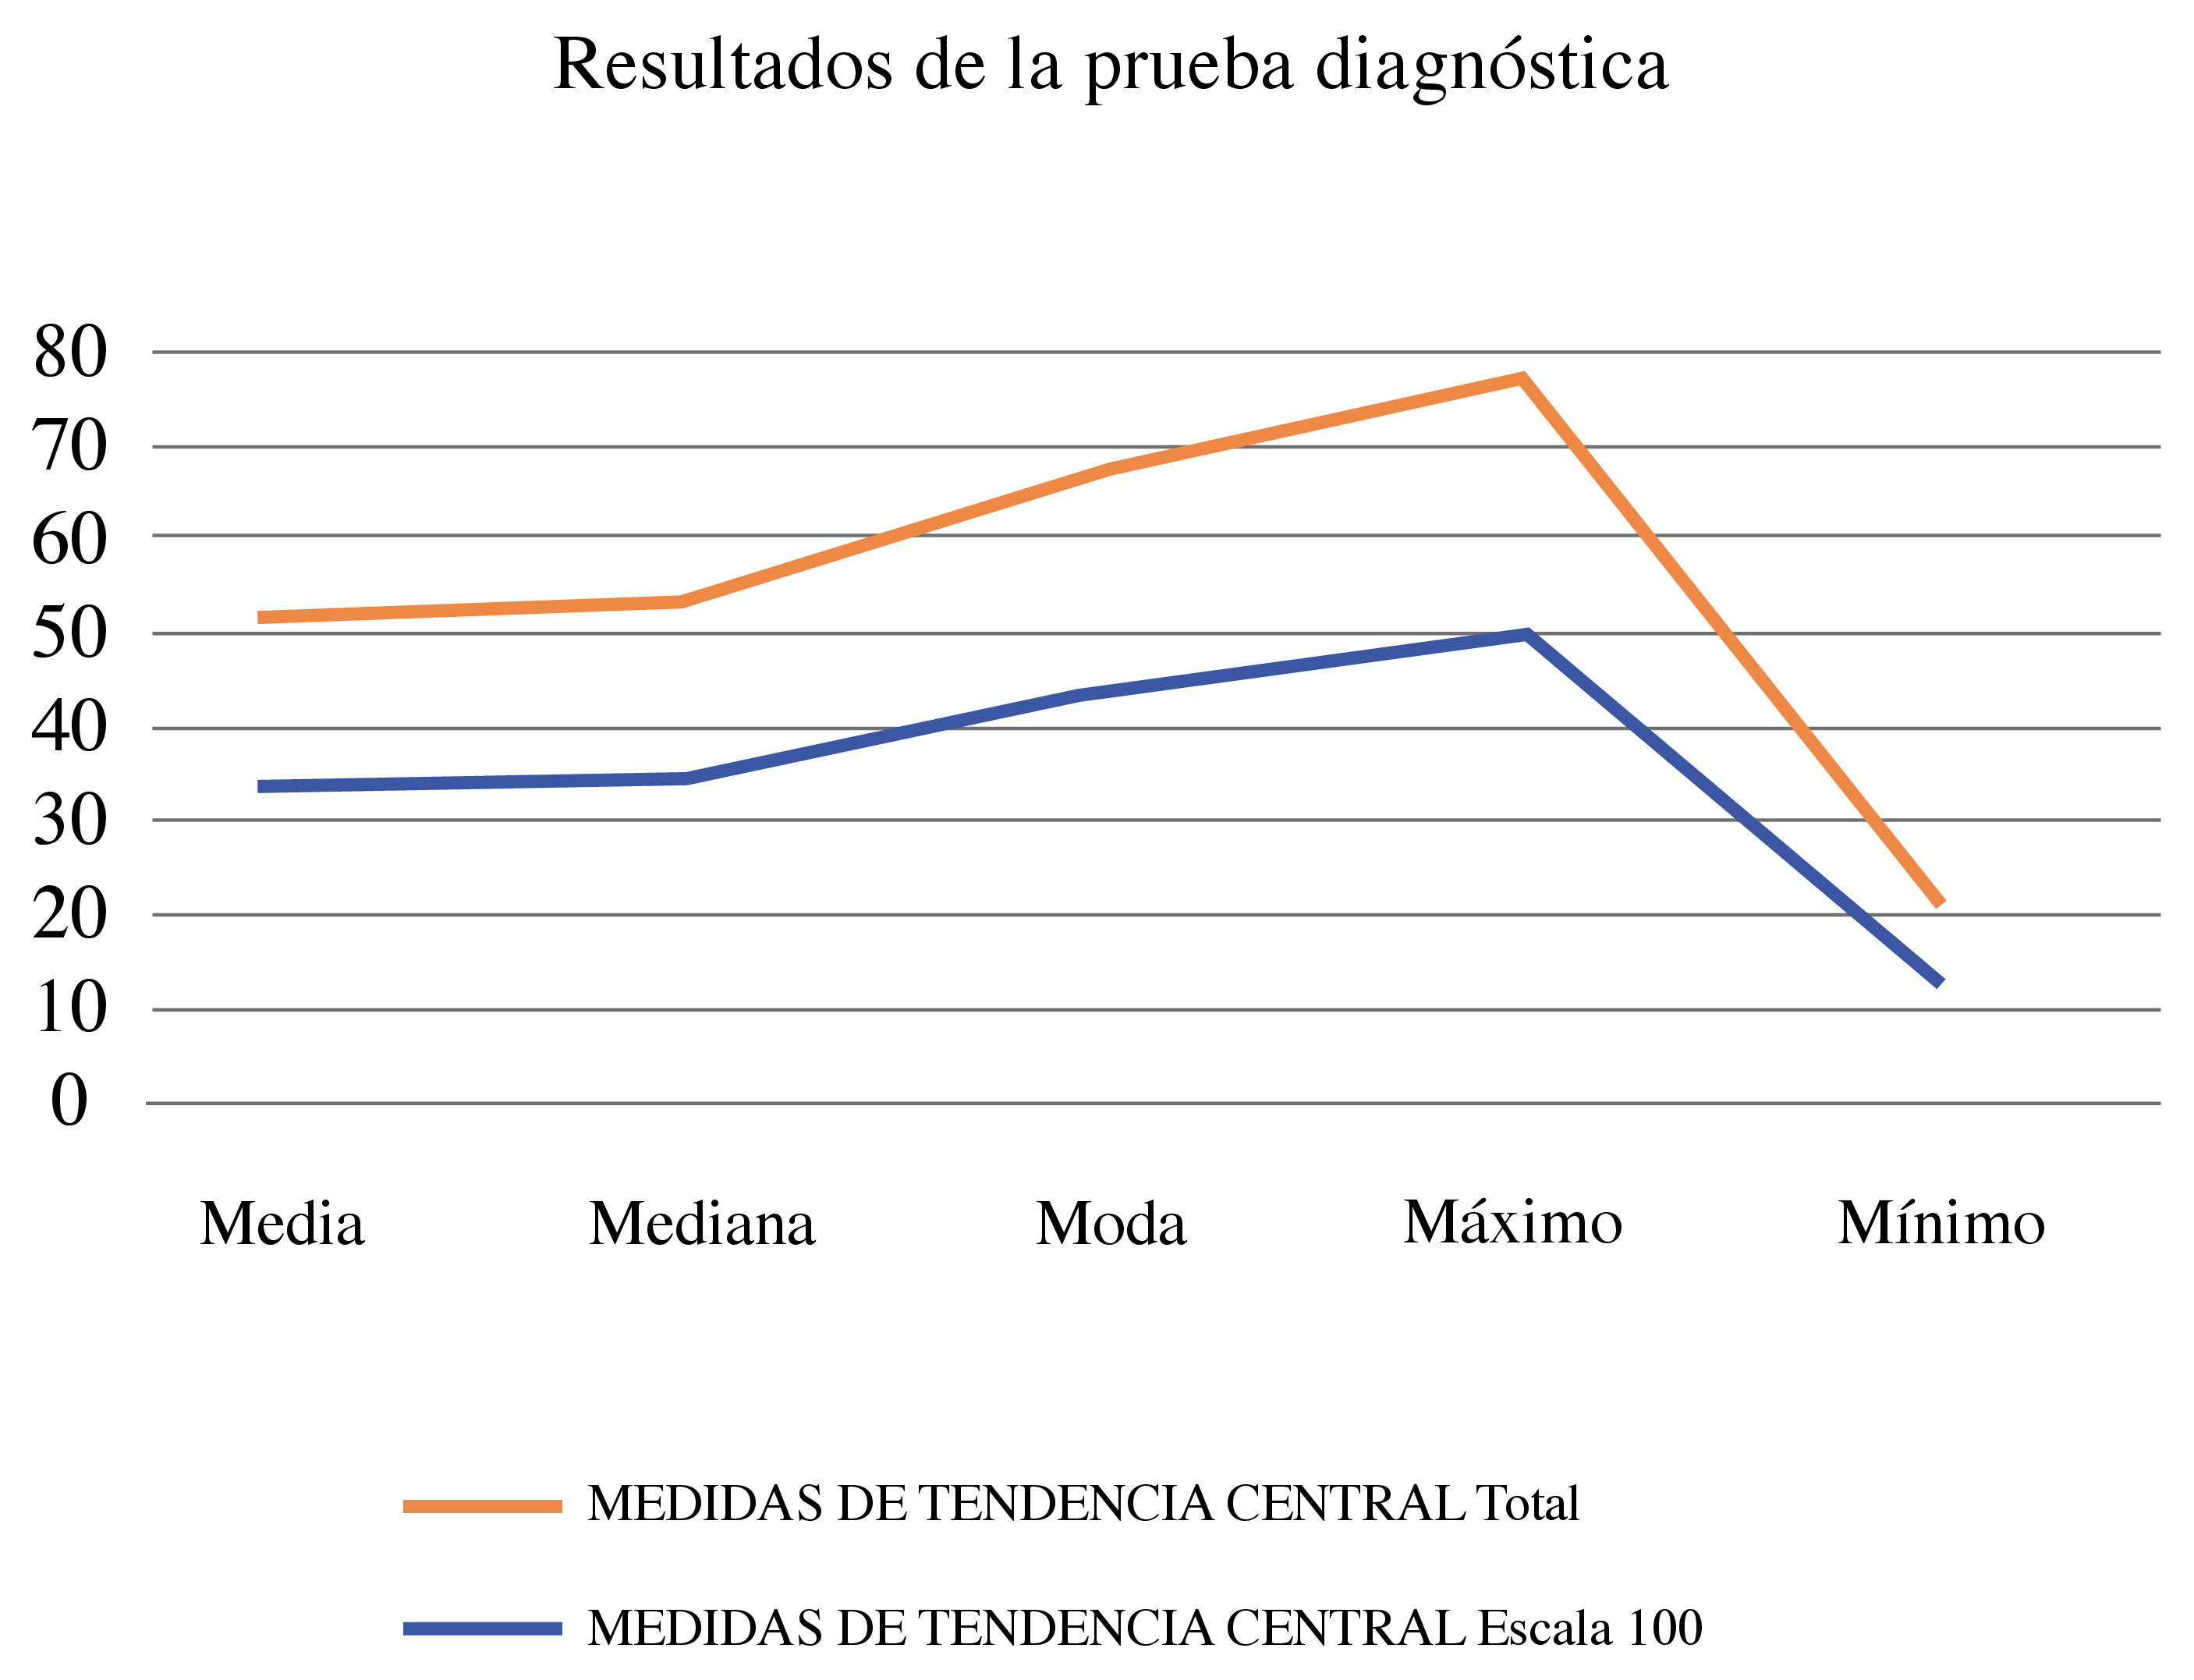 Resultados de la prueba diagnóstica
80
70
60
50
40
30
20
10
0
Media Mediana Moda Máximo Mínimo
MEDIDAS DE TENDENCIA CENTRAL Total
MEDIDAS DE TENDENCIA CENTRAL Escala 100